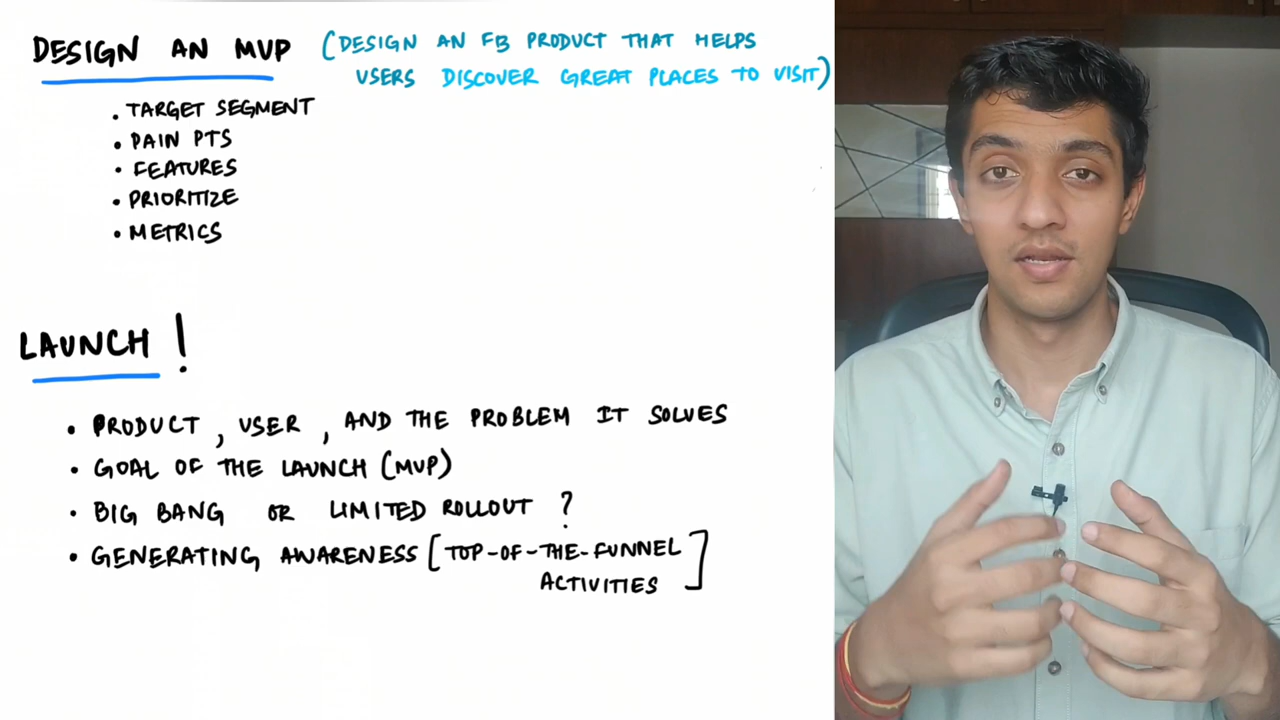 DESIGN AN MVP (DESIGN AN FB PRODUCT THAT HELPS
USERS DISCOVER GREAT PLACES TO VISIT)
. TARGET SEGMENT
. PAIN PTS
. FEATURES
. PRIORITIZE
. METRICS
LAUNCH !
. PRODUCT, USER, AND THE PROBLEM IT SOLVES
. GOAL OF THE LAUNCH (MVP)
. BIG BANG OR LIMITED ROLLOUT ?
. GENERATING AWARENESS [TOP-OF-THE-FUNNEL
ACTIVITIES]